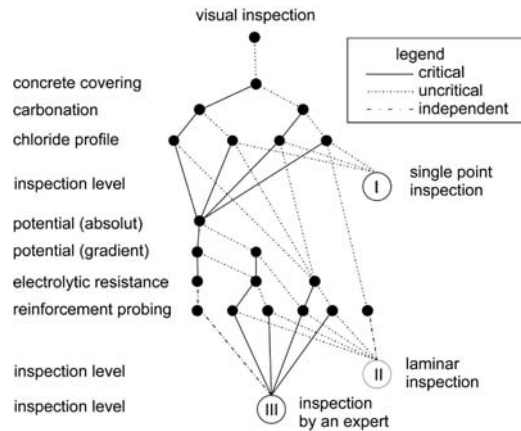 visual inspection
legend
critical
uncritical
independent
concrete covering
carbonation
chloride profile
inspection level
I
single point
inspection
potential (absolut)
potential (gradient)
electrolytic resistance
reinforcement probing
inspection level
II
laminar
inspection
inspection level
III
inspection
by an expert